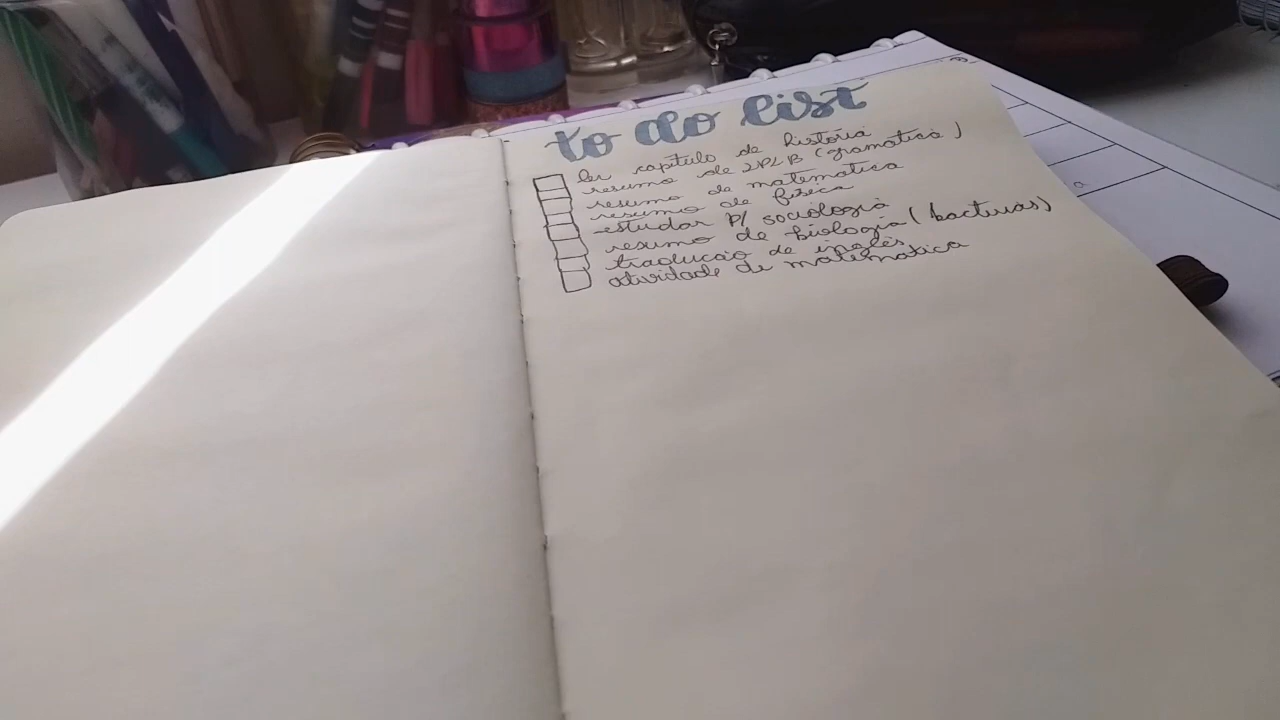 to do list
ler capítulo de história
resumo de LPLB (gramática)
resumo de matemática
resumo de física
estudar p/ sociologia
resumo de biologia (bactérias)
tradução de inglês
atividade de matemática